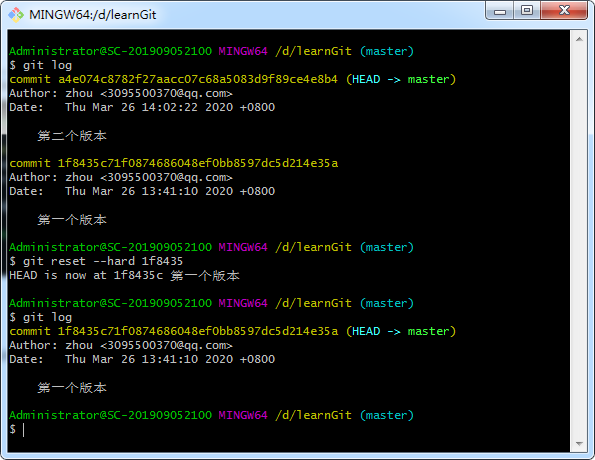 MINGW64:/d/learnGit
Administrator@SC-201909052100 MINGW64 /d/learnGit (master)
$ git log
commit a4e074c8782f27aacc07c68a5083d9f89ce4e8b4 (HEAD -> master)
Author: zhou <3095500370@qq.com>
Date:   Thu Mar 26 14:02:22 2020 +0800
第二个版本
commit 1f8435c71f0874686048ef0bb8597dc5d214e35a
Author: zhou <3095500370@qq.com>
Date:   Thu Mar 26 13:41:10 2020 +0800
第一个版本
Administrator@SC-201909052100 MINGW64 /d/learnGit (master)
$ git reset --hard 1f8435
HEAD is now at 1f8435c 第一个版本
Administrator@SC-201909052100 MINGW64 /d/learnGit (master)
$ git log
commit 1f8435c71f0874686048ef0bb8597dc5d214e35a (HEAD -> master)
Author: zhou <3095500370@qq.com>
Date:   Thu Mar 26 13:41:10 2020 +0800
第一个版本
Administrator@SC-201909052100 MINGW64 /d/learnGit (master)
$